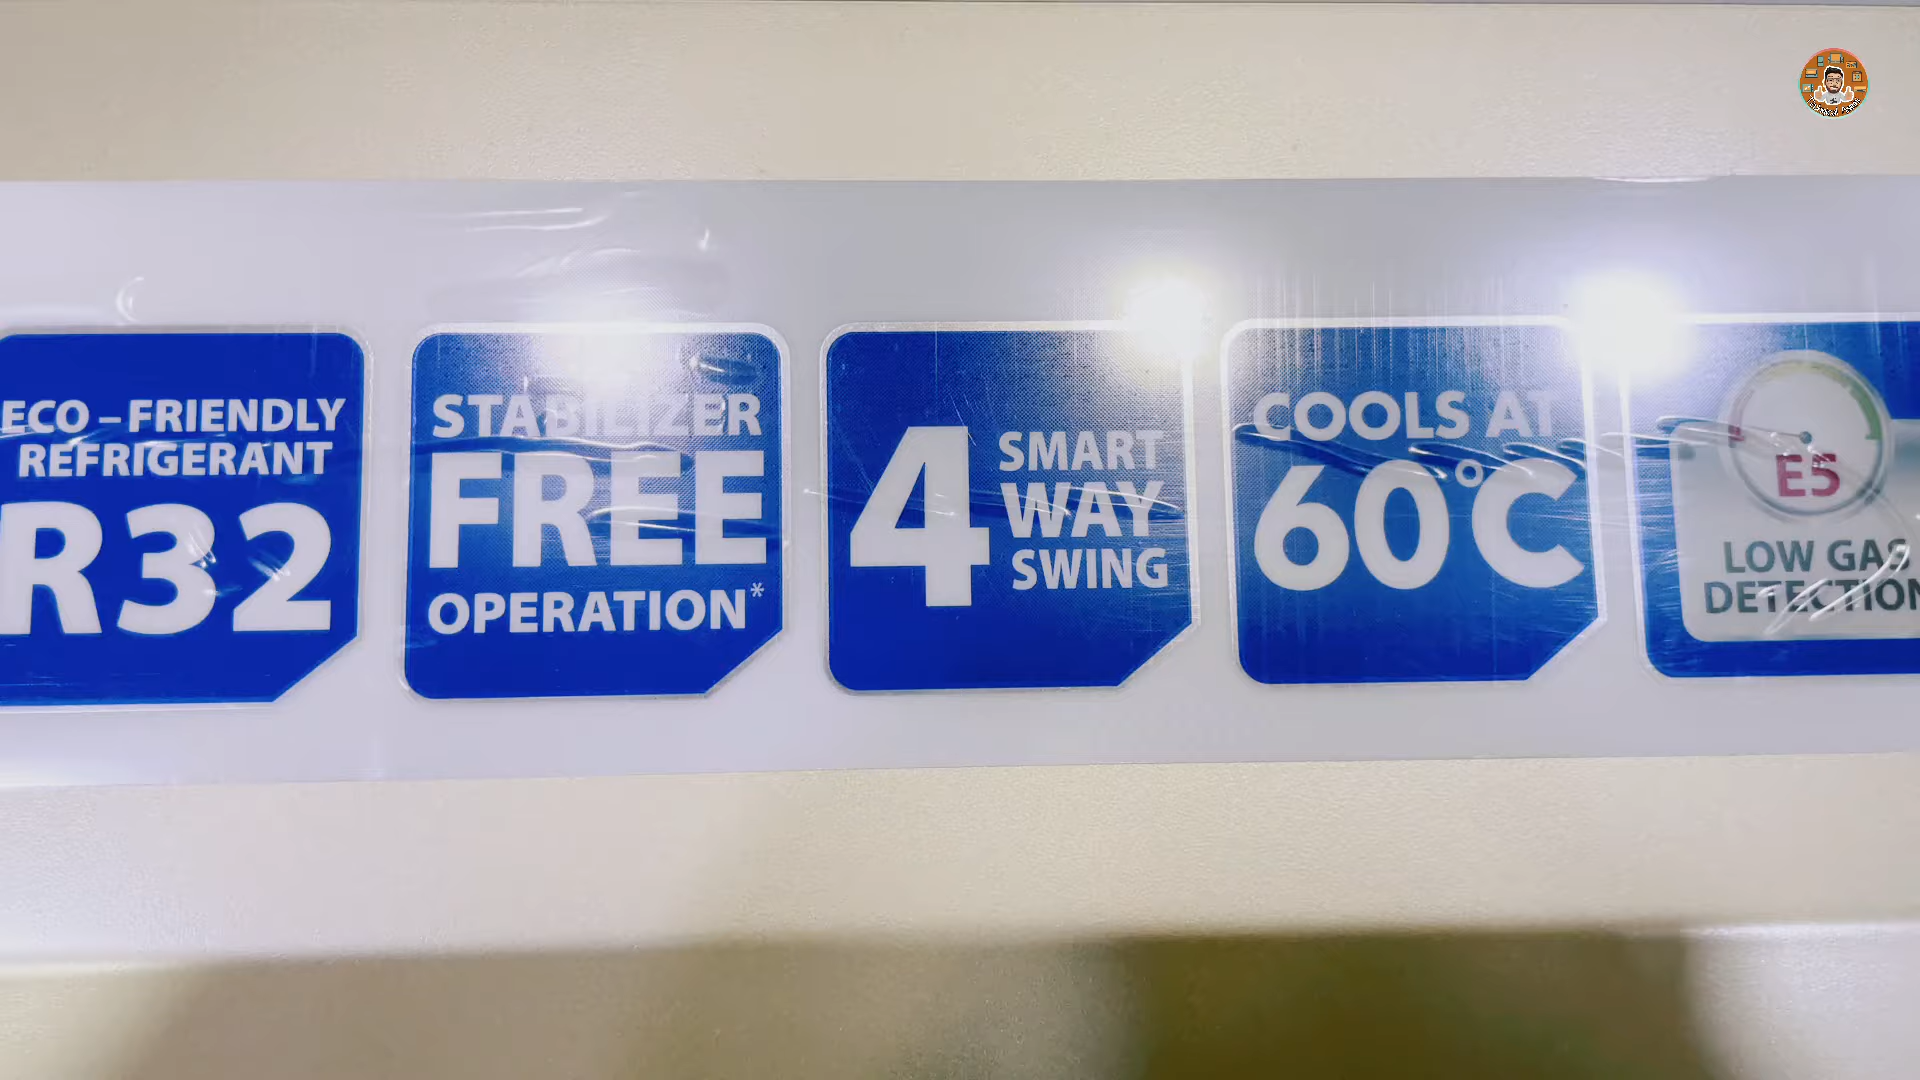 ECO – FRIENDLY
REFRIGERANT
R32
STABILIZER
FREE
OPERATION*
4
SMART
WAY
SWING
COOLS AT
60°C
E5
LOW GAS
DETECTION